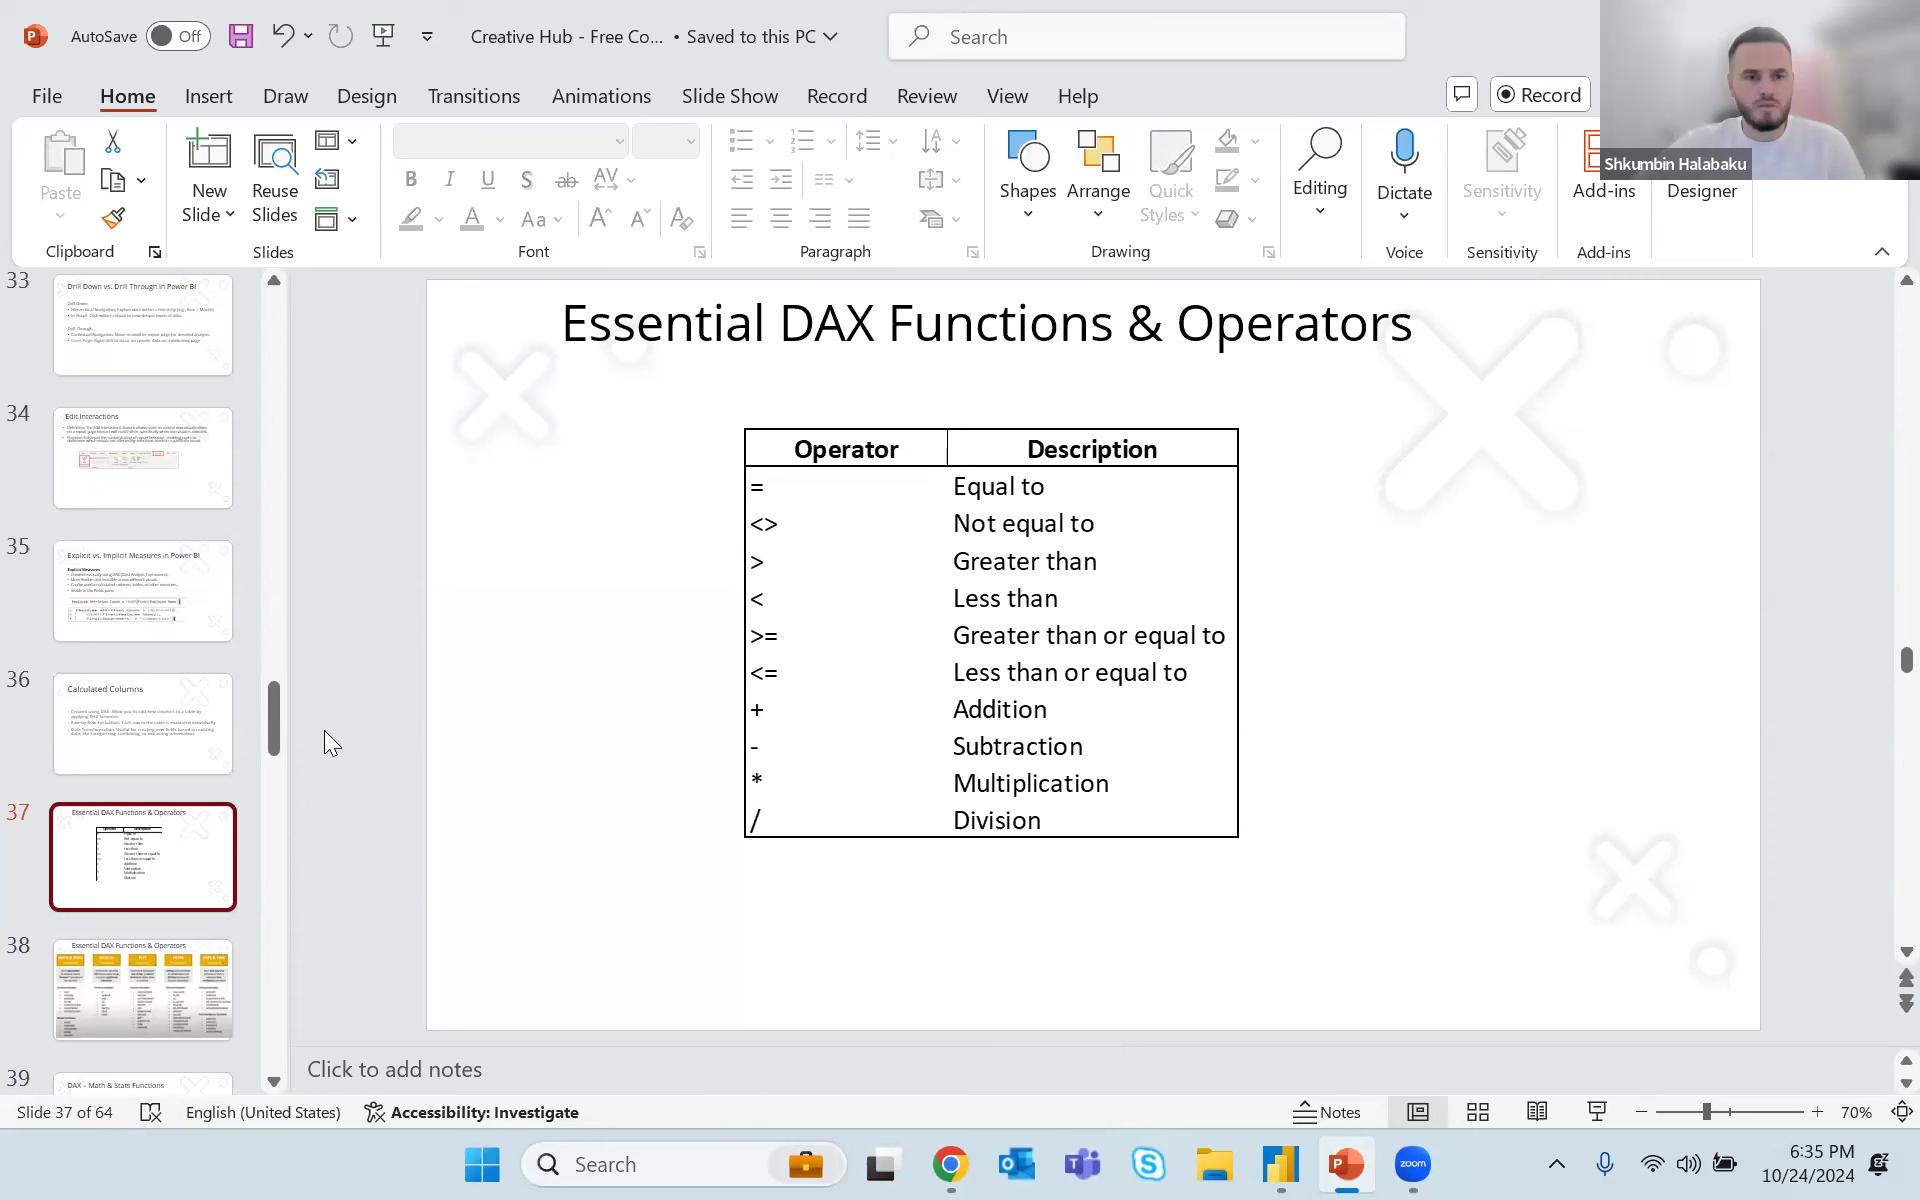 AutoSave Off Creative Hub - Free Co... • Saved to this PC Search
File Home Insert Draw Design Transitions Animations Slide Show Record Review View Help Record
Shkumbin Halabaku
Paste New Slide Reuse Slides Shapes Arrange Quick Styles Editing Dictate Sensitivity Add-ins Designer
Clipboard Slides Font Paragraph Drawing Voice Sensitivity Add-ins
33
Drill Down vs. Drill Through in Power BI
34
Edit Interactions
35
Explicit vs. Implicit Measures in Power BI
Explicit Measures
36
Calculated Columns
37
Essential DAX Functions & Operators
38
Essential DAX Functions & Operators
39
DAX - Math & Stats Functions
Essential DAX Functions & Operators
Operator Description
= Equal to
<> Not equal to
> Greater than
< Less than
>= Greater than or equal to
<= Less than or equal to
+ Addition
- Subtraction
* Multiplication
/ Division
Click to add notes
Slide 37 of 64 English (United States) Accessibility: Investigate Notes 70%
Search zoom 6:35 PM
10/24/2024